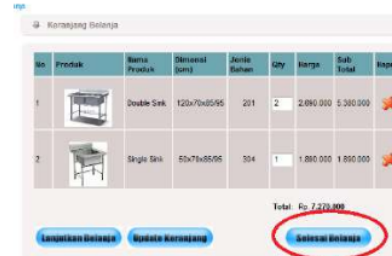 Keranjang Belanja
No Produk Nama Produk Dimensi (cm) Jenis Bahan Qty Harga Sub Total
1 Double Sink 120x70x85/95 201 2 2.690.000 5.380.000
2 Single Sink 50x70x85/95 304 1 1.890.000 1.890.000
Total: Rp. 7.270.000
Lanjutkan Belanja Update Keranjang Selesai Belanja